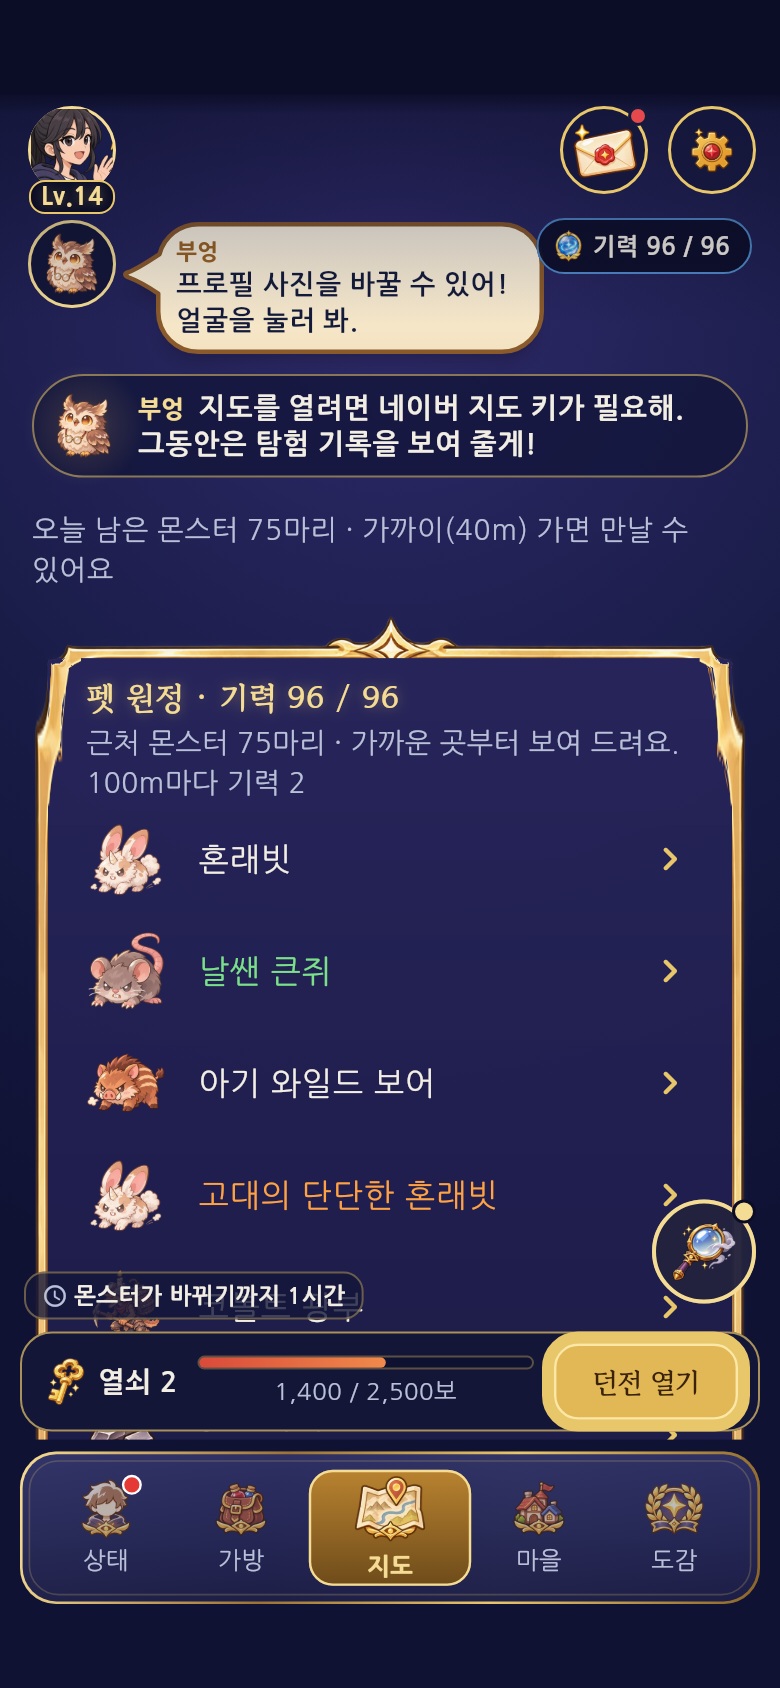 Lv.14
부엉
프로필 사진을 바꿀 수 있어!
얼굴을 눌러 봐.
기력 96 / 96
부엉 지도를 열려면 네이버 지도 키가 필요해.
그동안은 탐험 기록을 보여 줄게!
오늘 남은 몬스터 75마리 · 가까이(40m) 가면 만날 수
있어요
펫 원정 · 기력 96 / 96
근처 몬스터 75마리 · 가까운 곳부터 보여 드려요.
100m마다 기력 2
혼래빗
날쌘 큰쥐
아기 와일드 보어
고대의 단단한 혼래빗
몬스터가 바뀌기까지 1시간
열쇠 2
1,400 / 2,500보
던전 열기
상태
가방
지도
마을
도감